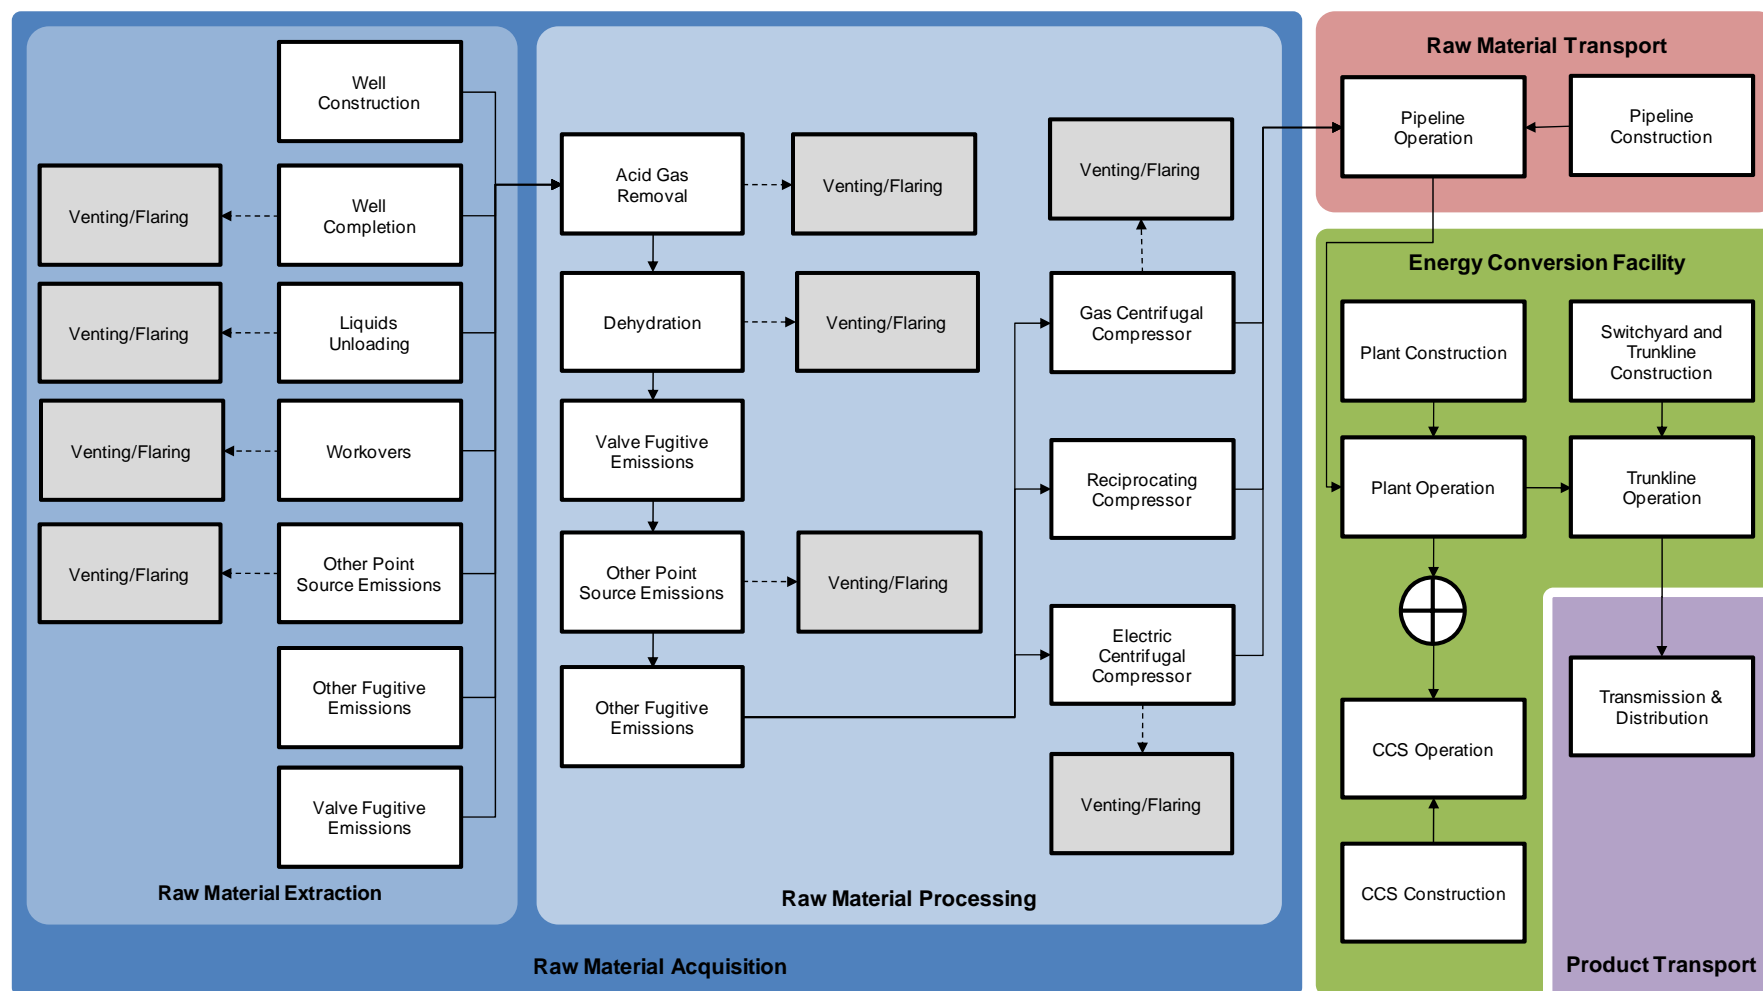 Well
Construction
Venting/Flaring
Well
Completion
Venting/Flaring
Liquids
Unloading
Venting/Flaring
Workovers
Venting/Flaring
Other Point
Source Emissions
Other Fugitive
Emissions
Valve Fugitive
Emissions
Raw Material Extraction
Acid Gas
Removal
Venting/Flaring
Dehydration
Venting/Flaring
Valve Fugitive
Emissions
Other Point
Source Emissions
Venting/Flaring
Other Fugitive
Emissions
Venting/Flaring
Gas Centrifugal
Compressor
Reciprocating
Compressor
Electric
Centrifugal
Compressor
Venting/Flaring
Raw Material Processing
Raw Material Acquisition
Raw Material Transport
Pipeline
Operation
Pipeline
Construction
Energy Conversion Facility
Plant Construction
Switchyard and
Trunkline
Construction
Plant Operation
Trunkline
Operation
CCS Operation
CCS Construction
Transmission &
Distribution
Product Transport